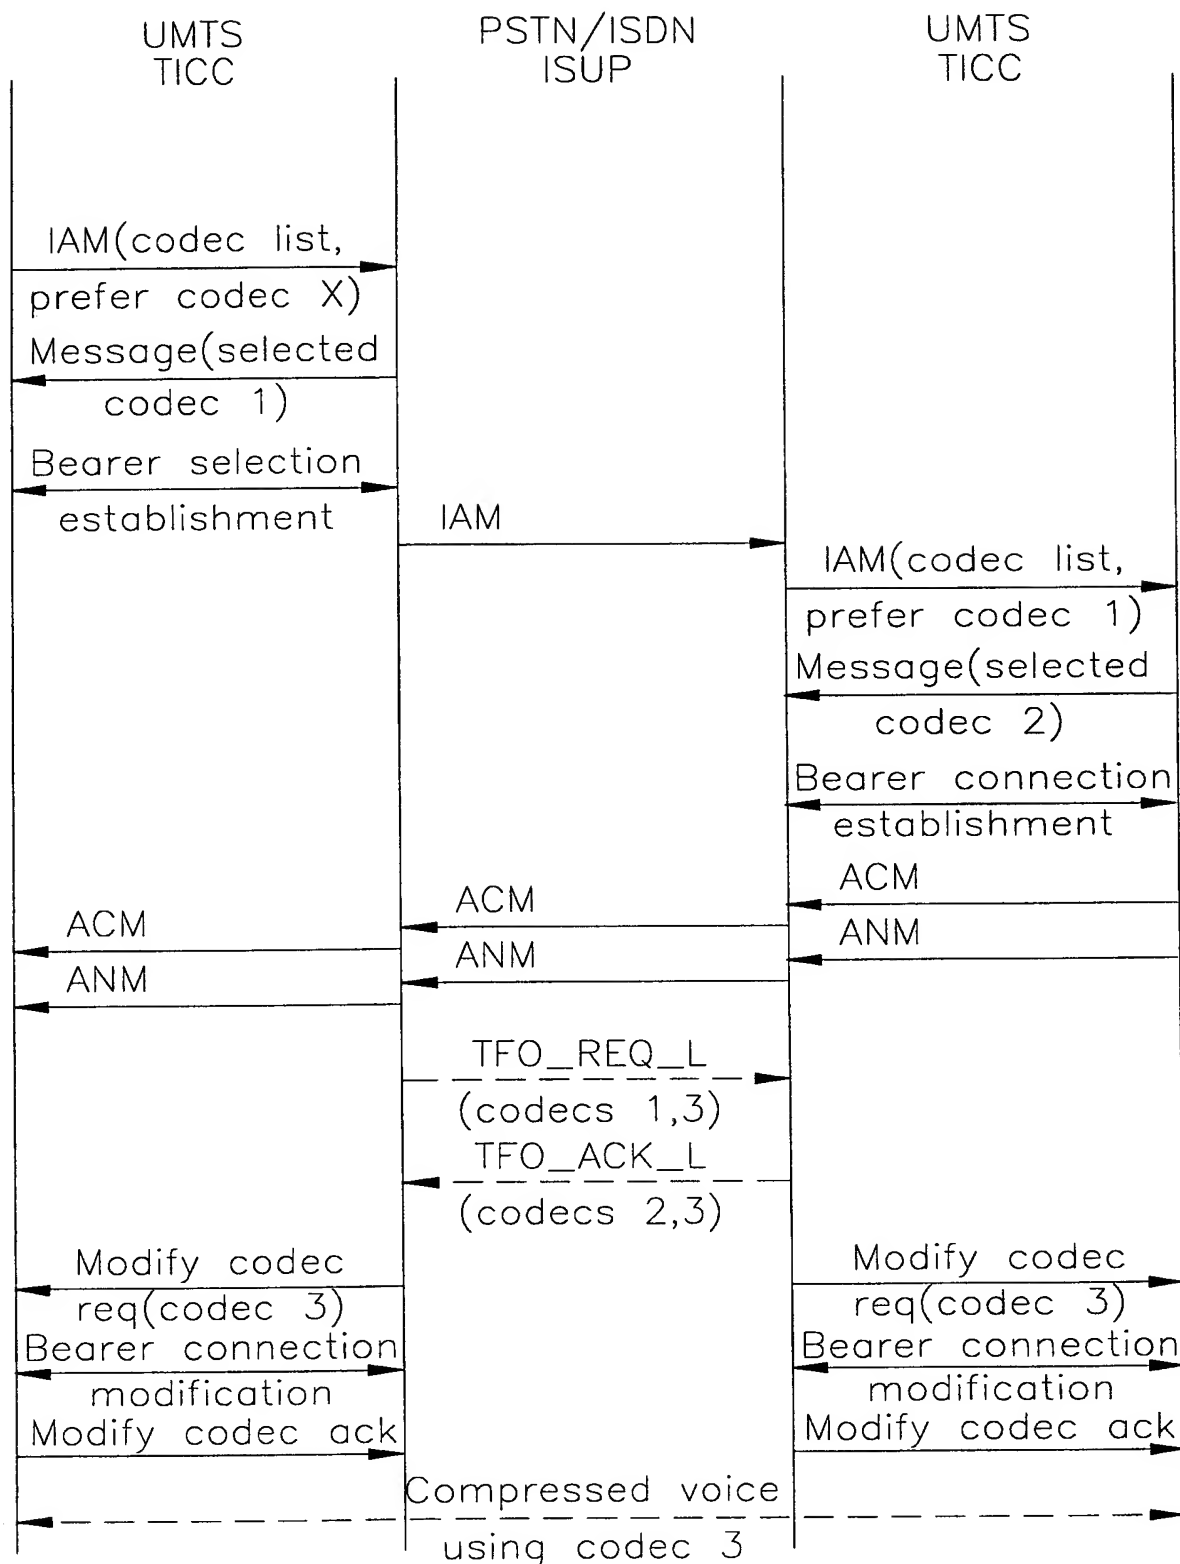 UMTS
TICC
PSTN/ISDN
ISUP
UMTS
TICC
IAM(codec list,
prefer codec X)
Message(selected
codec 1)
Bearer selection
establishment
IAM
IAM(codec list,
prefer codec 1)
Message(selected
codec 2)
Bearer connection
establishment
ACM
ACM
ACM
ANM
ANM
ANM
TFO_REQ_L
(codecs 1,3)
TFO_ACK_L
(codecs 2,3)
Modify codec
req(codec 3)
Bearer connection
modification
Modify codec ack
Modify codec
req(codec 3)
Bearer connection
modification
Modify codec ack
Compressed voice
using codec 3